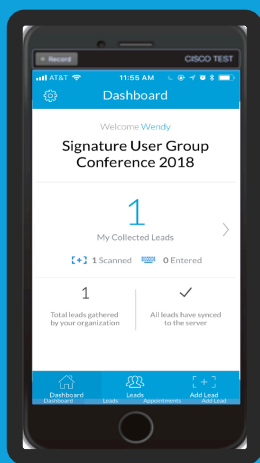 Record
CISCO TEST
AT&T 11:55 AM
Dashboard
Welcome Wendy
Signature User Group
Conference 2018
1
My Collected Leads
1 Scanned 0 Entered
1
Total leads gathered
by your organization
All leads have synced
to the server
Dashboard Leads Add Lead
Dashboard Leads Appointments Add Lead